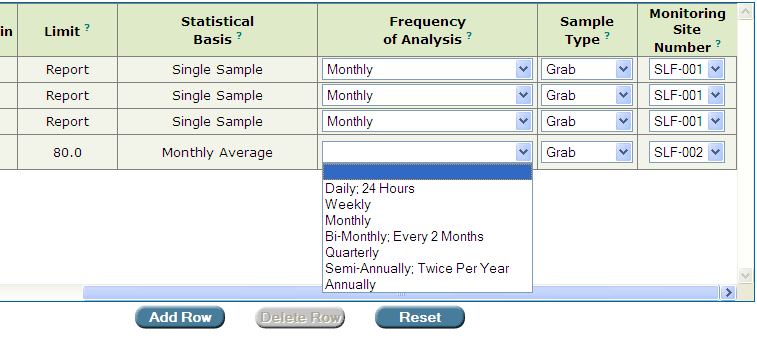 in Limit ? Statistical Basis ? Frequency of Analysis ? Sample Type ? Monitoring Site Number ?
Report Single Sample Monthly Grab SLF-001
Report Single Sample Monthly Grab SLF-001
Report Single Sample Monthly Grab SLF-001
80.0 Monthly Average Grab SLF-002
Daily; 24 Hours
Weekly
Monthly
Bi-Monthly; Every 2 Months
Quarterly
Semi-Annually; Twice Per Year
Annually
Add Row Delete Row Reset